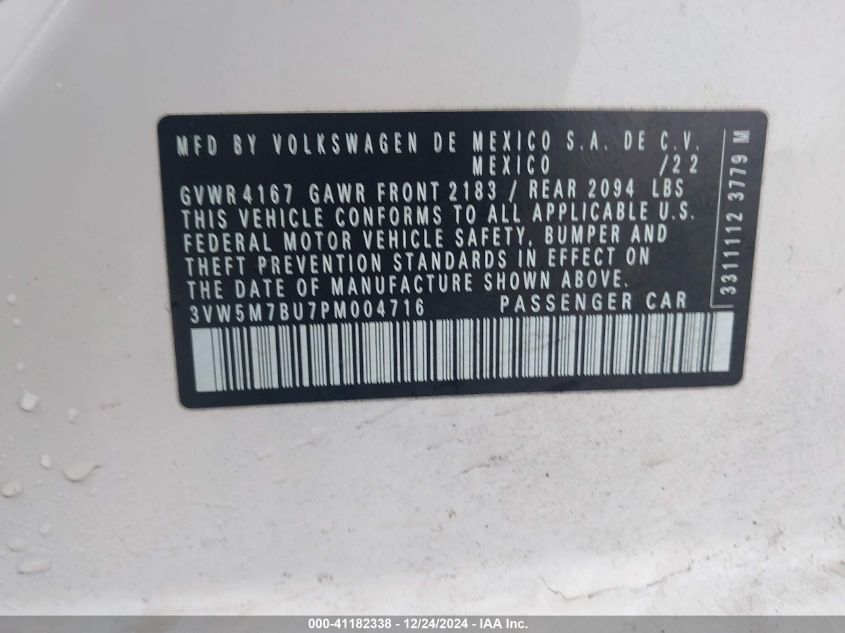 MFD BY VOLKSWAGEN DE MEXICO S.A. DE C.V.
MEXICO /22
GVWR 4167 GAWR FRONT 2183 / REAR 2094 LBS
THIS VEHICLE CONFORMS TO ALL APPLICABLE U.S.
FEDERAL MOTOR VEHICLE SAFETY, BUMPER AND
THEFT PREVENTION STANDARDS IN EFFECT ON
THE DATE OF MANUFACTURE SHOWN ABOVE.
3VW5M7BU7PM004716 PASSENGER CAR
3311112 3779 M
000-41182338 - 12/24/2024 - IAA Inc.